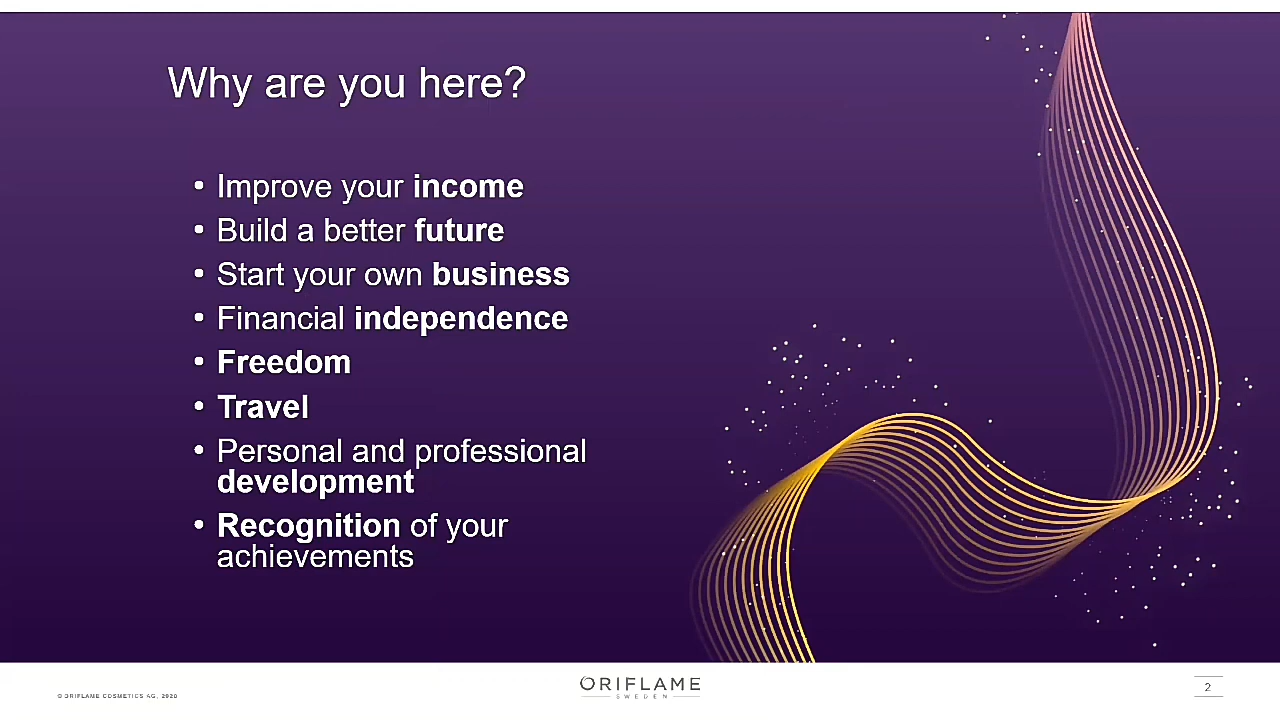 Why are you here?
• Improve your income
• Build a better future
• Start your own business
• Financial independence
• Freedom
• Travel
• Personal and professional
development
• Recognition of your
achievements
© ORIFLAME COSMETICS AG, 2020
ORIFLAME
SWEDEN
2